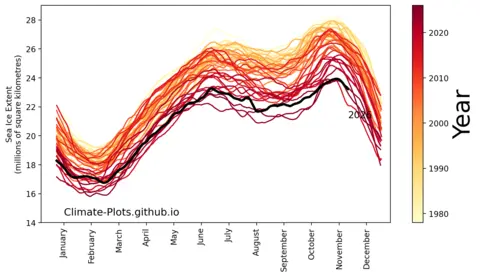 28
26
24
22
20
18
16
14
Sea Ice Extent
(millions of square kilometres)
Climate-Plots.github.io
January
February
March
April
May
June
July
August
September
October
November
December
2020
2010
2000
1990
1980
Year